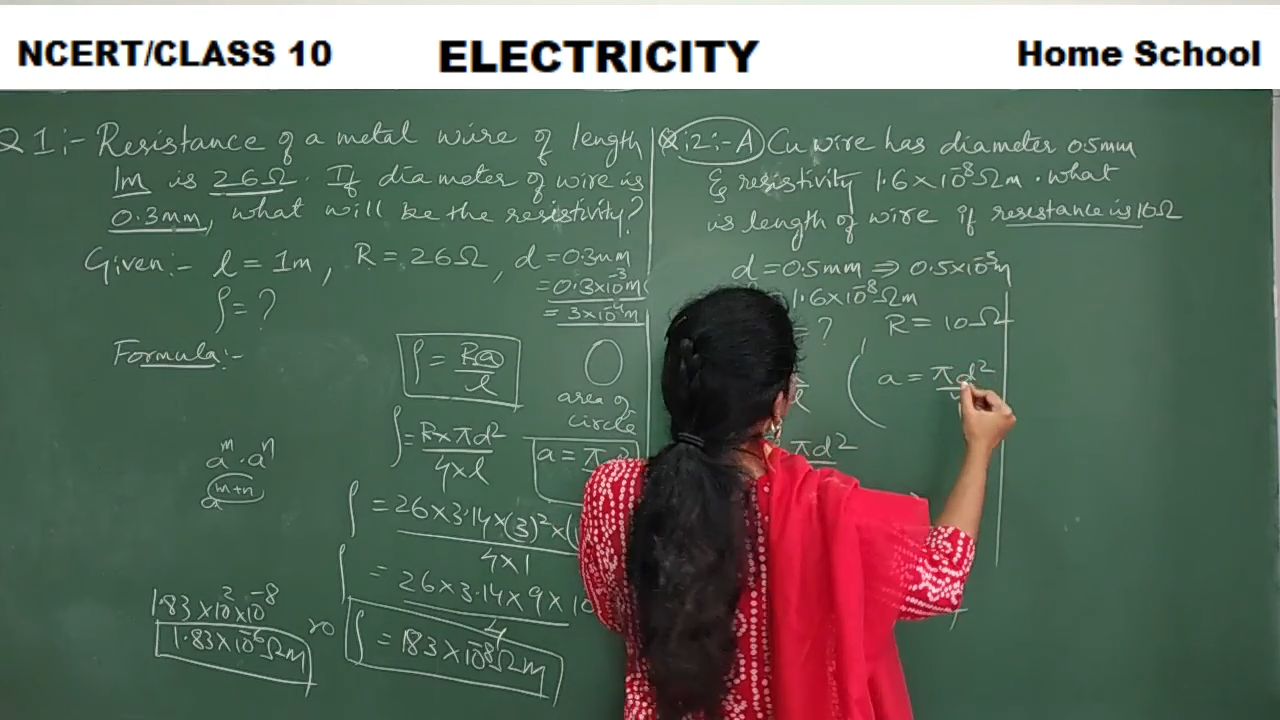 NCERT/CLASS 10
ELECTRICITY
Home School
Q 1:- Resistance of a metal wire of length
1m is 26Ω. If diameter of wire is
0.3mm, what will be the resistivity?
Given:- l = 1m, R = 26Ω, d = 0.3mm
= 0.3×10⁻³m
= 3×10⁻⁴m
ρ = ?
Formula:-
ρ = Ra/l
area of
circle
ρ = R×πd²/4×l
a = π
aᵐ·aⁿ
aᵐ⁺ⁿ
ρ = 26×3.14×(3)²×(
4×1
= 26×3.14×9×10
4
ρ = 183×10⁻⁸Ωm
or
1.83×10²×10⁻⁸
1.83×10⁻⁶Ωm
Q:2:- A Cu wire has diameter 0.5mm
& resistivity 1.6×10⁻⁸Ωm. what
is length of wire if resistance is 10Ω
d = 0.5mm ⇒ 0.5×10⁻³m
1.6×10⁻⁸Ωm
= ? R = 10Ω
l (a = πd²
πd²